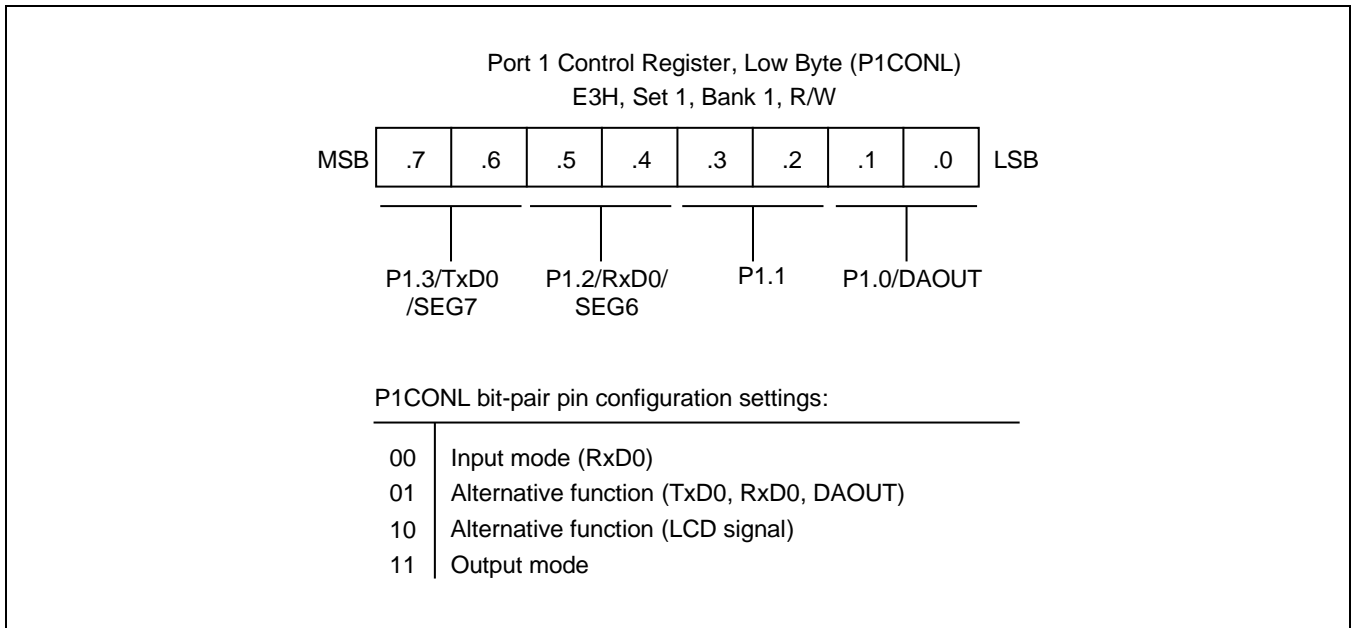 Port 1 Control Register, Low Byte (P1CONL)
E3H, Set 1, Bank 1, R/W
MSB .7 .6 .5 .4 .3 .2 .1 .0 LSB
P1.3/TxD0
/SEG7
P1.2/RxD0/
SEG6
P1.1
P1.0/DAOUT
P1CONL bit-pair pin configuration settings:
00 Input mode (RxD0)
01 Alternative function (TxD0, RxD0, DAOUT)
10 Alternative function (LCD signal)
11 Output mode